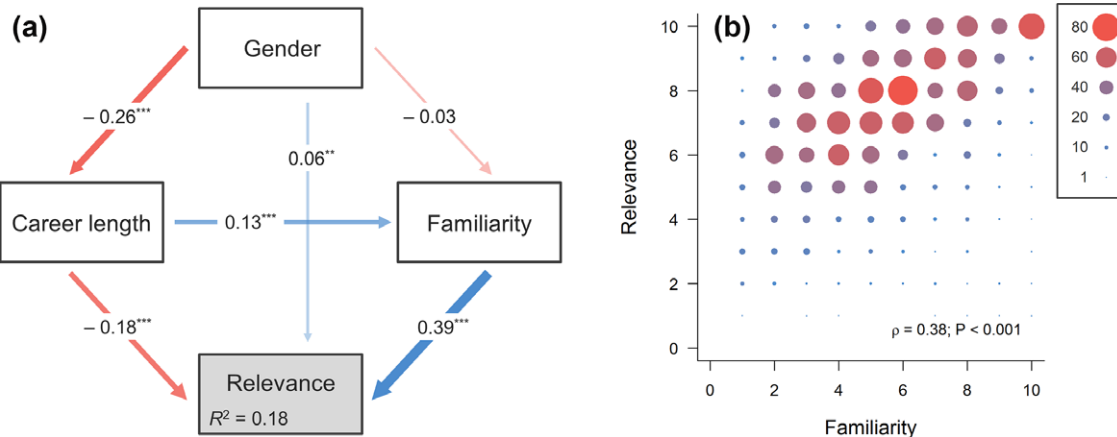 (a)
Gender
– 0.26***
– 0.03
0.06**
Career length
0.13***
Familiarity
– 0.18***
0.39***
Relevance
R² = 0.18
(b)
Relevance
10
8
6
4
2
0
ρ = 0.38; P < 0.001
0 2 4 6 8 10
Familiarity
80
60
40
20
10
1